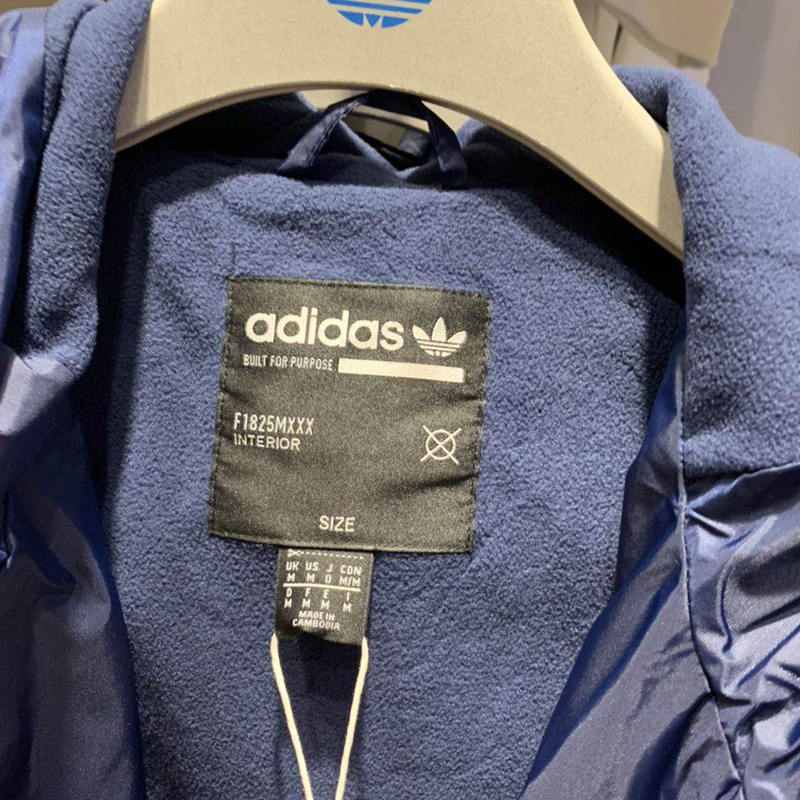 adidas
BUILT FOR PURPOSE
F1825MXXX
INTERIOR
SIZE
UK US J CDN
M M O M/M
D F E I
M M M M
MADE IN
CAMBODIA